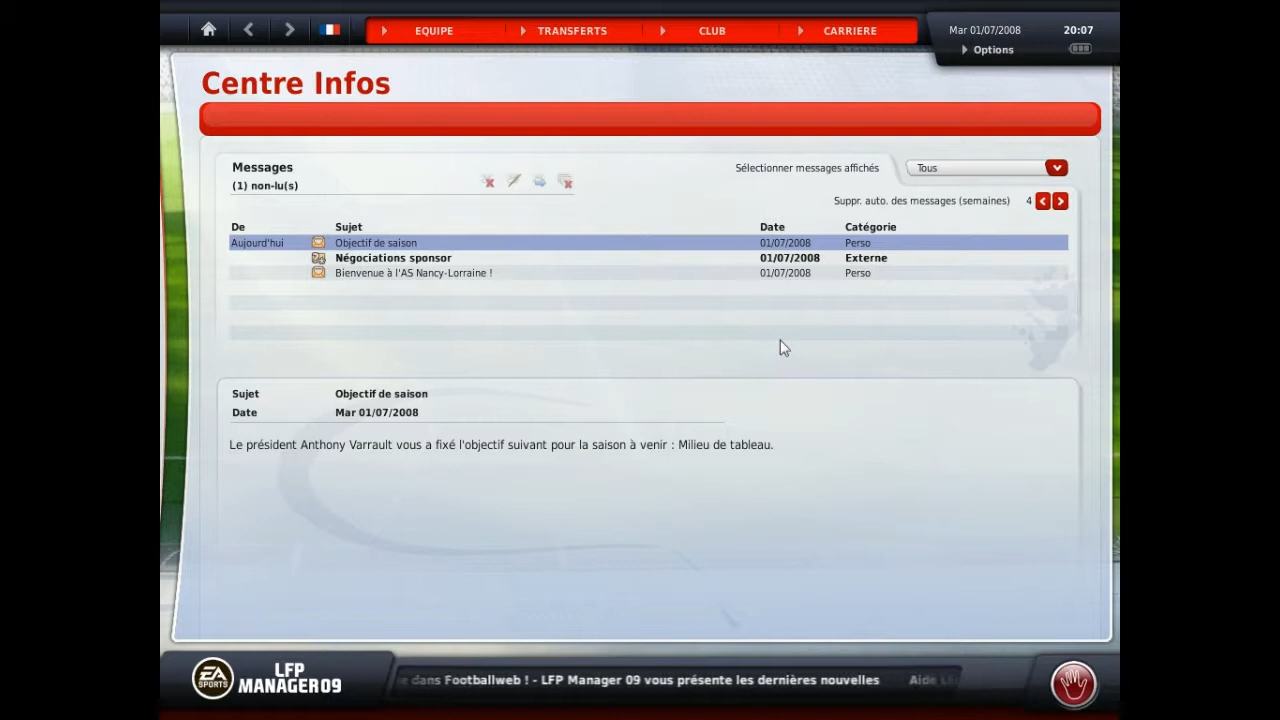 EQUIPE TRANSFERTS CLUB CARRIERE
Mar 01/07/2008 20:07
Options
Centre Infos
Messages
(1) non-lu(s)
Sélectionner messages affichés Tous
Suppr. auto. des messages (semaines) 4
De Sujet Date Catégorie
Aujourd'hui Objectif de saison 01/07/2008 Perso
Négociations sponsor 01/07/2008 Externe
Bienvenue à l'AS Nancy-Lorraine ! 01/07/2008 Perso
Sujet Objectif de saison
Date Mar 01/07/2008
Le président Anthony Varrault vous a fixé l'objectif suivant pour la saison à venir : Milieu de tableau.
EA SPORTS
LFP MANAGER 09
dans Footballweb ! - LFP Manager 09 vous présente les dernières nouvelles Aide